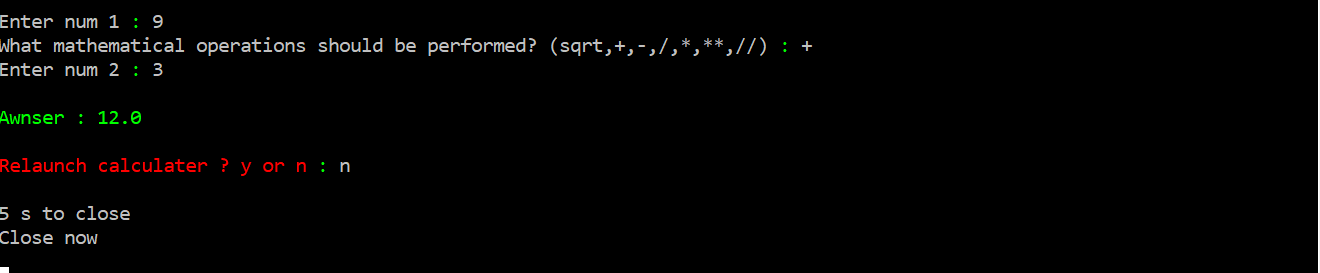 Enter num 1 : 9
What mathematical operations should be performed? (sqrt,+,-,/,*,**,//) : +
Enter num 2 : 3
Awnser : 12.0
Relaunch calculater ? y or n : n
5 s to close
Close now